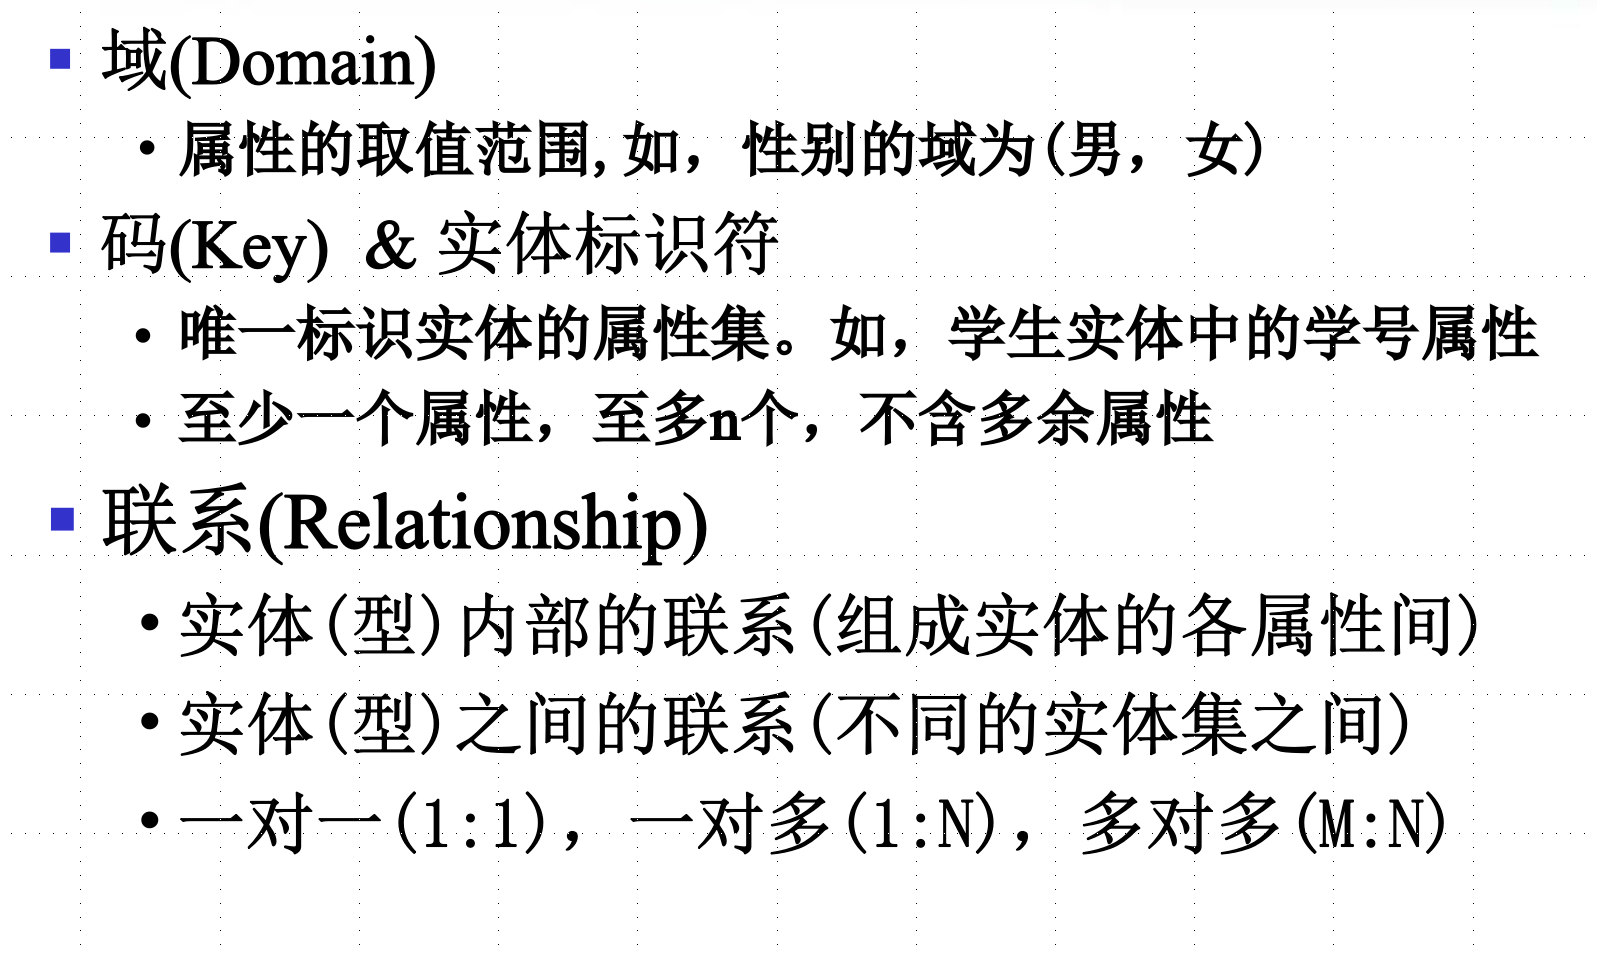 域(Domain)
属性的取值范围,如，性别的域为(男，女)
码(Key) & 实体标识符
唯一标识实体的属性集。如，学生实体中的学号属性
至少一个属性，至多n个，不含多余属性
联系(Relationship)
实体(型)内部的联系(组成实体的各属性间)
实体(型)之间的联系(不同的实体集之间)
一对一(1:1)，一对多(1:N)，多对多(M:N)